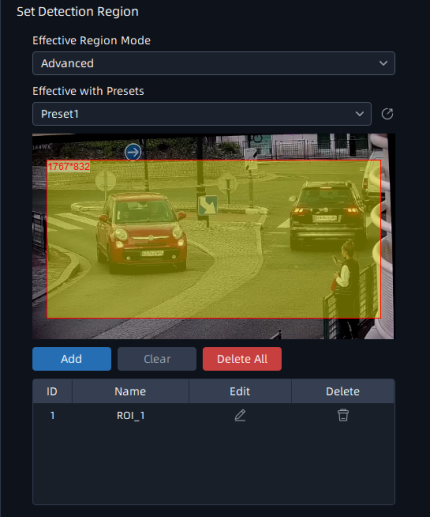 Set Detection Region
Effective Region Mode
Advanced
Effective with Presets
Preset1
1767*832
Add Clear Delete All
ID Name Edit Delete
1 ROI_1